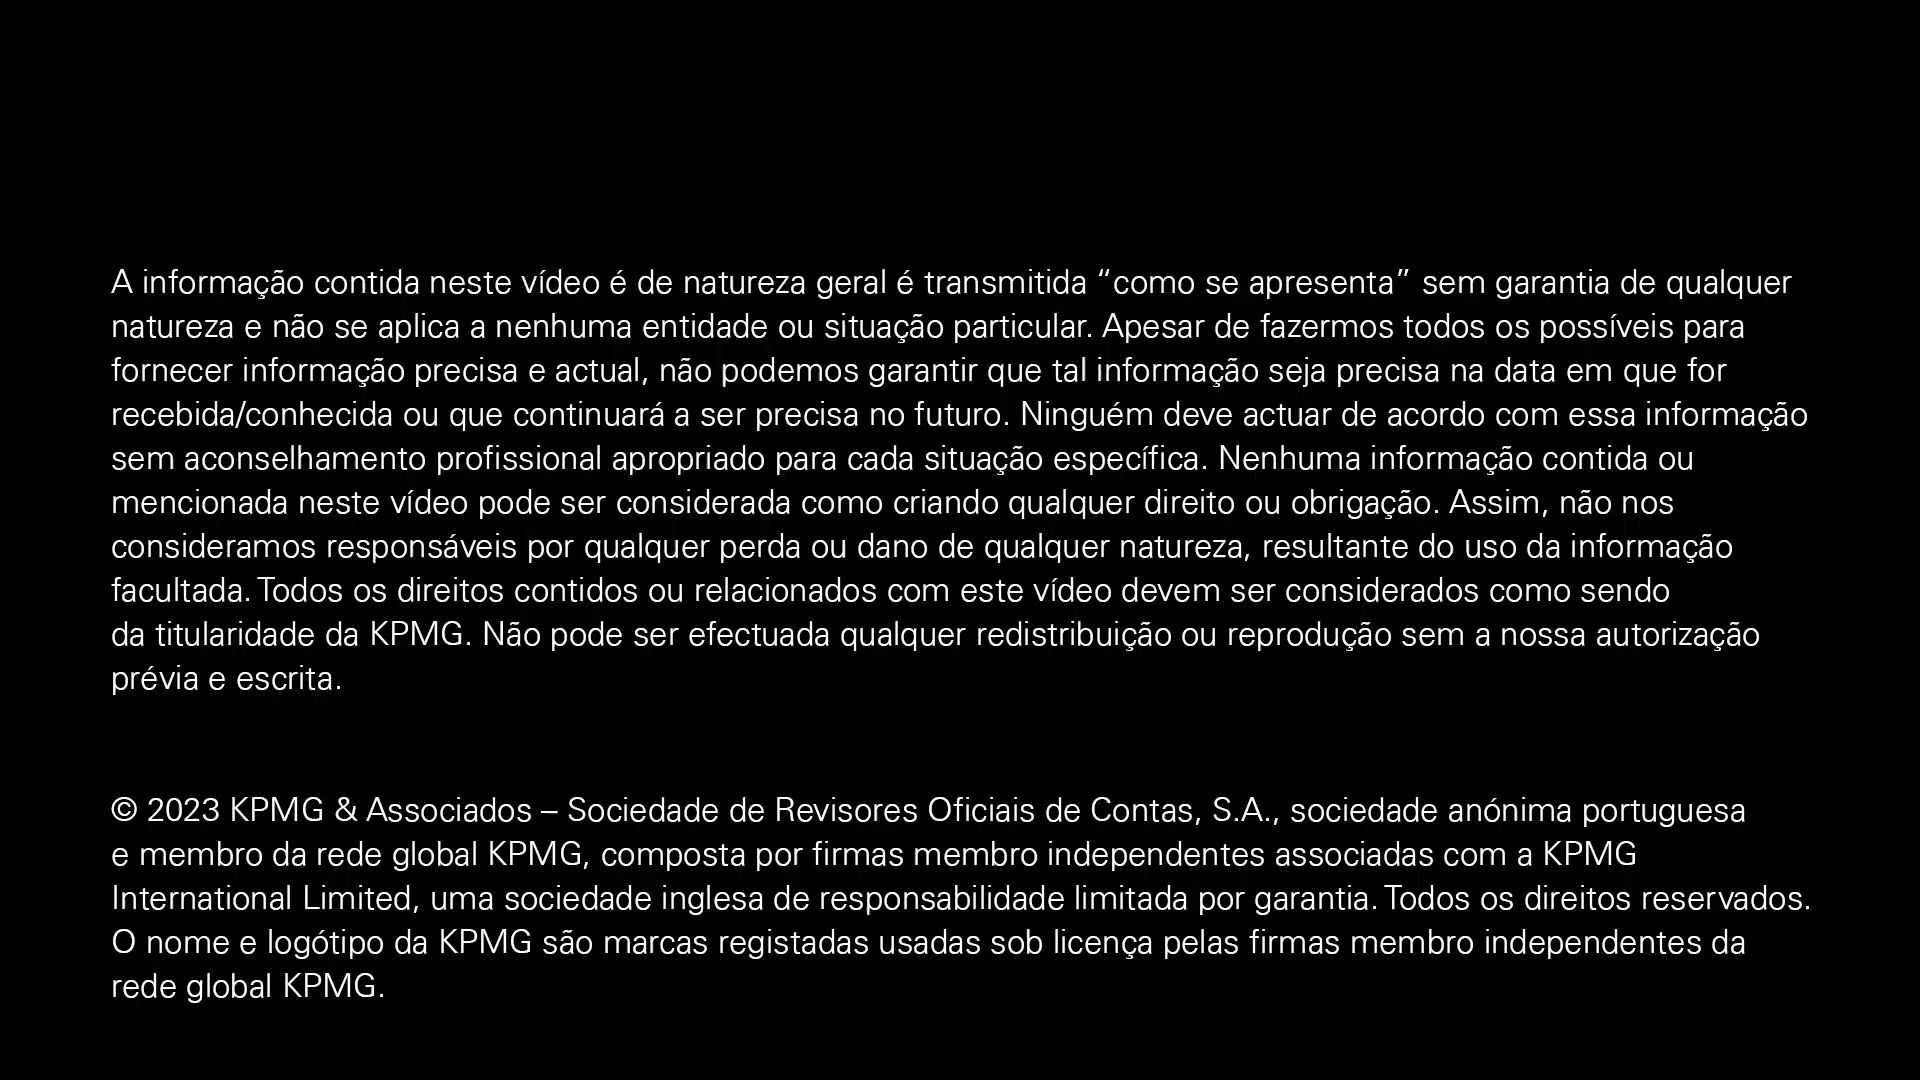 A informação contida neste vídeo é de natureza geral é transmitida “como se apresenta” sem garantia de qualquer
natureza e não se aplica a nenhuma entidade ou situação particular. Apesar de fazermos todos os possíveis para
fornecer informação precisa e actual, não podemos garantir que tal informação seja precisa na data em que for
recebida/conhecida ou que continuará a ser precisa no futuro. Ninguém deve actuar de acordo com essa informação
sem aconselhamento profissional apropriado para cada situação específica. Nenhuma informação contida ou
mencionada neste vídeo pode ser considerada como criando qualquer direito ou obrigação. Assim, não nos
consideramos responsáveis por qualquer perda ou dano de qualquer natureza, resultante do uso da informação
facultada. Todos os direitos contidos ou relacionados com este vídeo devem ser considerados como sendo
da titularidade da KPMG. Não pode ser efectuada qualquer redistribuição ou reprodução sem a nossa autorização
prévia e escrita.
© 2023 KPMG & Associados – Sociedade de Revisores Oficiais de Contas, S.A., sociedade anónima portuguesa
e membro da rede global KPMG, composta por firmas membro independentes associadas com a KPMG
International Limited, uma sociedade inglesa de responsabilidade limitada por garantia. Todos os direitos reservados.
O nome e logótipo da KPMG são marcas registadas usadas sob licença pelas firmas membro independentes da
rede global KPMG.